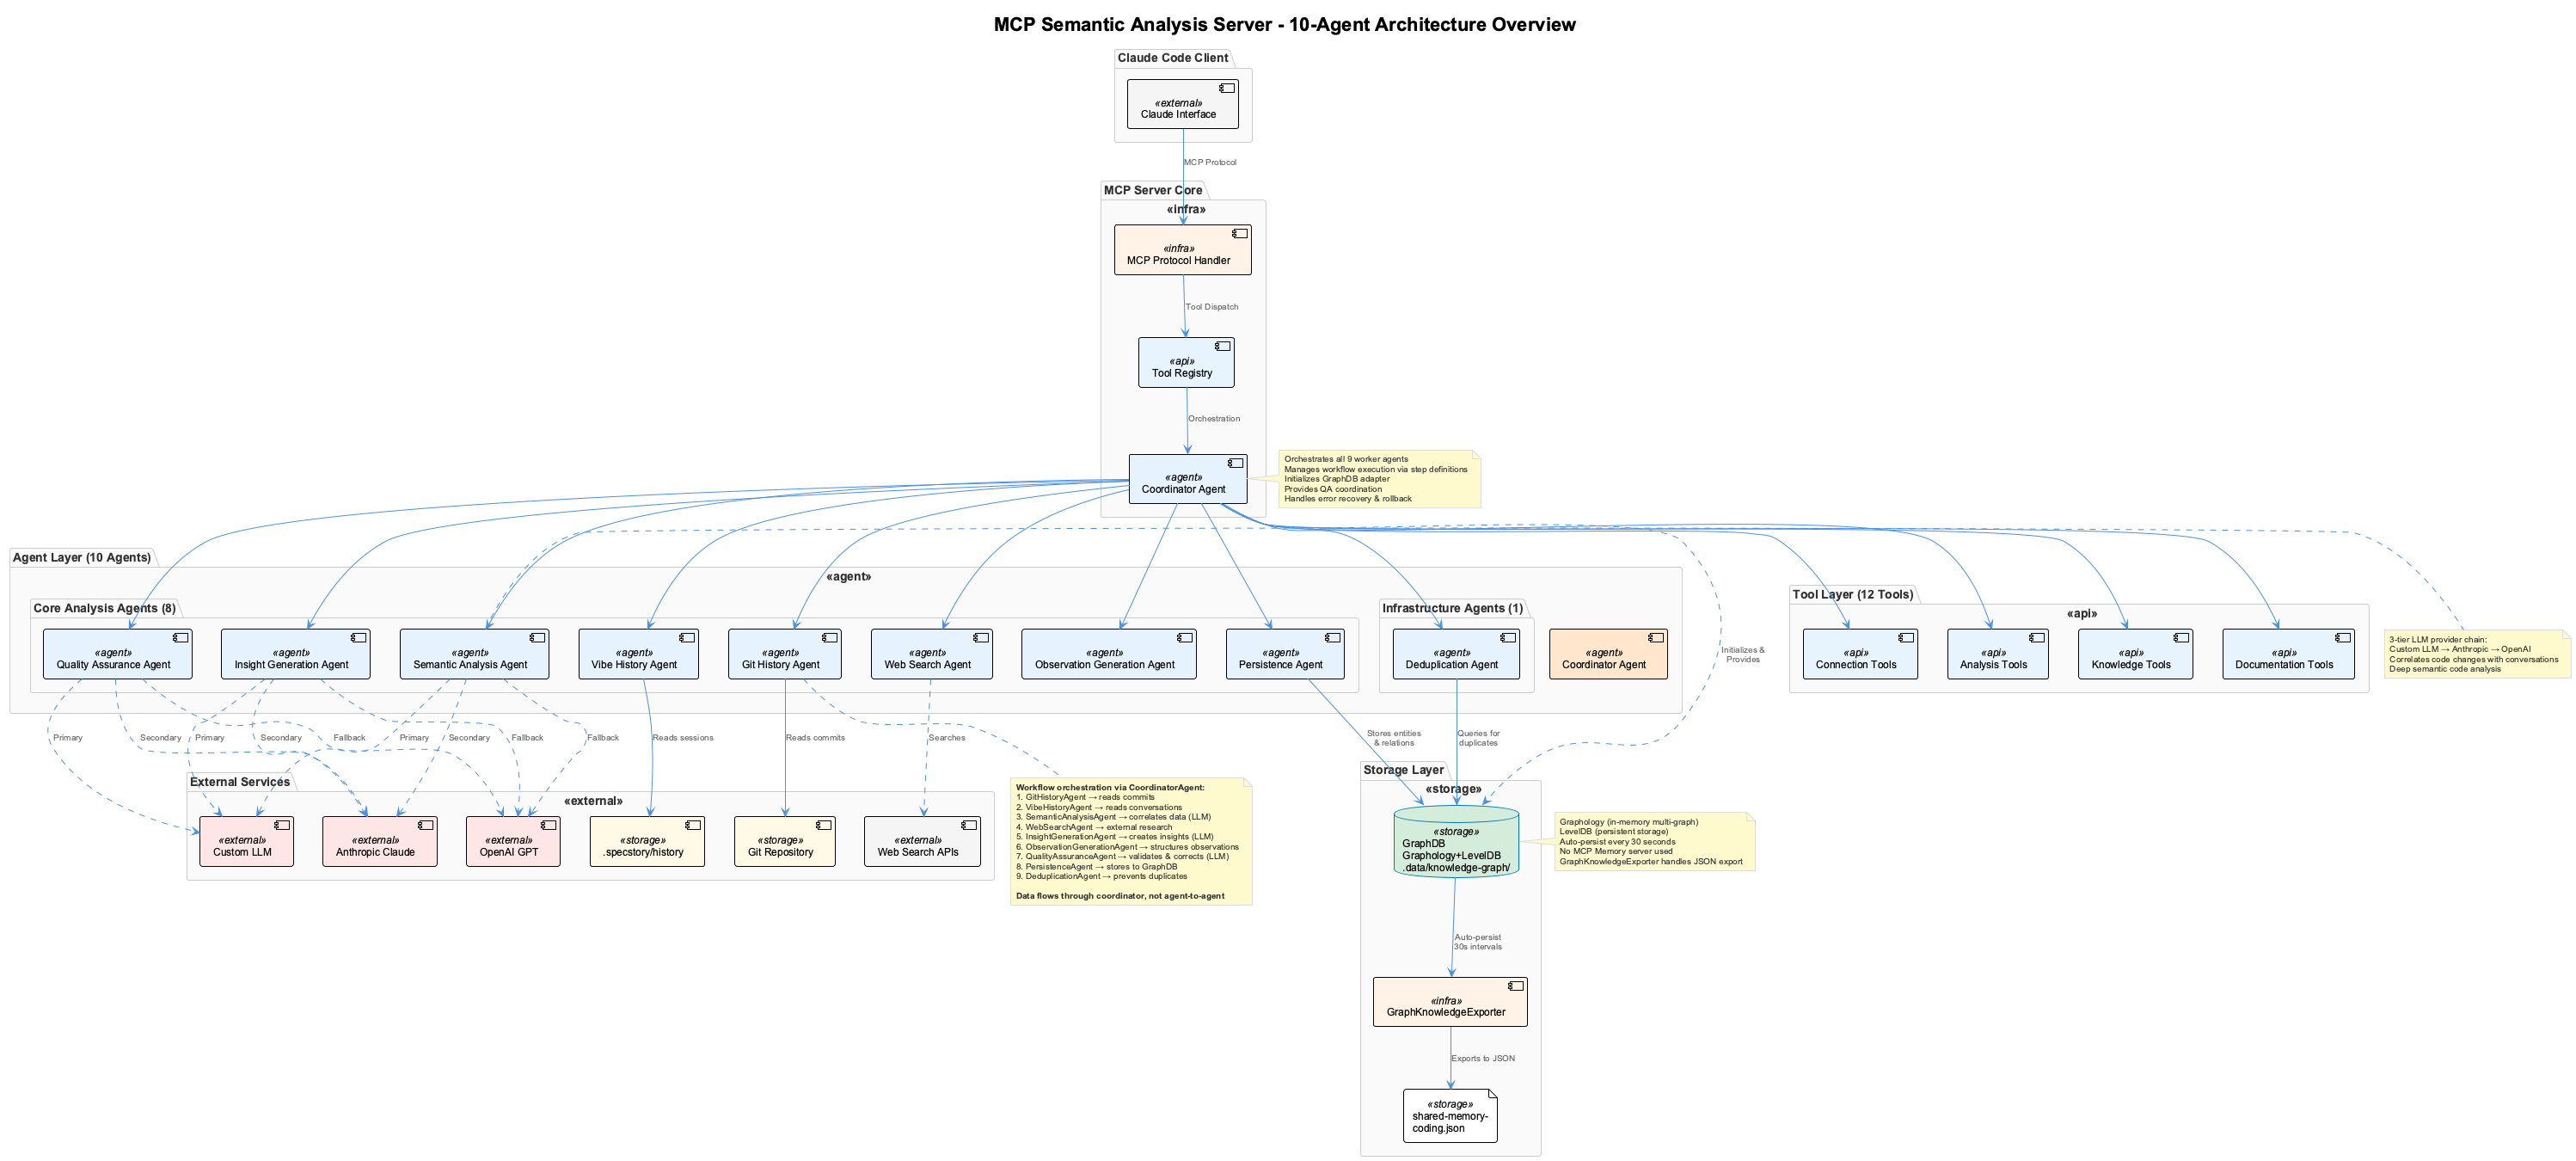 MCP Semantic Analysis Server - 10-Agent Architecture Overview
Claude Code Client
«external»
Claude Interface
MCP Protocol
MCP Server Core
«infra»
«infra»
MCP Protocol Handler
Tool Dispatch
«api»
Tool Registry
Orchestration
«agent»
Coordinator Agent
Orchestrates all 9 worker agents
Manages workflow execution via step definitions
Initializes GraphDB adapter
Provides QA coordination
Handles error recovery & rollback
Agent Layer (10 Agents)
«agent»
Core Analysis Agents (8)
«agent»
Quality Assurance Agent
«agent»
Insight Generation Agent
«agent»
Semantic Analysis Agent
«agent»
Vibe History Agent
«agent»
Git History Agent
«agent»
Web Search Agent
«agent»
Observation Generation Agent
«agent»
Persistence Agent
Infrastructure Agents (1)
«agent»
Deduplication Agent
«agent»
Coordinator Agent
Initializes &
Provides
Tool Layer (12 Tools)
«api»
«api»
Connection Tools
«api»
Analysis Tools
«api»
Knowledge Tools
«api»
Documentation Tools
3-tier LLM provider chain:
Custom LLM → Anthropic → OpenAI
Correlates code changes with conversations
Deep semantic code analysis
Primary
Secondary
Primary
Secondary
Fallback
Primary
Secondary
Fallback
Fallback
Reads sessions
Reads commits
Searches
Stores entities
& relations
Queries for
duplicates
External Services
«external»
«external»
Custom LLM
«external»
Anthropic Claude
«external»
OpenAI GPT
«storage»
.specstory/history
«storage»
Git Repository
«external»
Web Search APIs
Workflow orchestration via CoordinatorAgent:
1. GitHistoryAgent → reads commits
2. VibeHistoryAgent → reads conversations
3. SemanticAnalysisAgent → correlates data (LLM)
4. WebSearchAgent → external research
5. InsightGenerationAgent → creates insights (LLM)
6. ObservationGenerationAgent → structures observations
7. QualityAssuranceAgent → validates & corrects (LLM)
8. PersistenceAgent → stores to GraphDB
9. DeduplicationAgent → prevents duplicates
Data flows through coordinator, not agent-to-agent
Storage Layer
«storage»
«storage»
GraphDB
Graphology+LevelDB
.data/knowledge-graph/
Graphology (in-memory multi-graph)
LevelDB (persistent storage)
Auto-persist every 30 seconds
No MCP Memory server used
GraphKnowledgeExporter handles JSON export
Auto-persist
30s intervals
«infra»
GraphKnowledgeExporter
Exports to JSON
«storage»
shared-memory-
coding.json